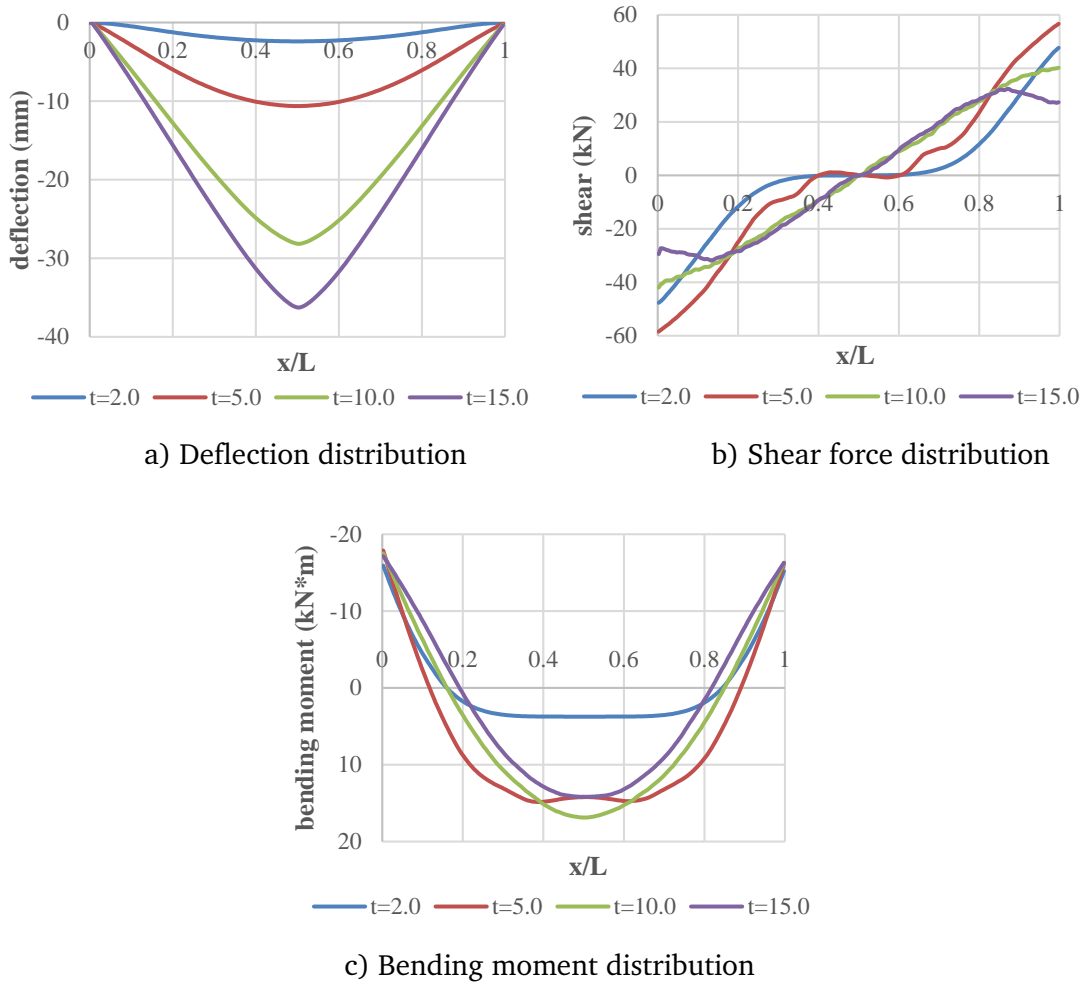 0
-10
-20
-30
-40
0 0.2 0.4 0.6 0.8 1
deflection (mm)
x/L
t=2.0 t=5.0 t=10.0 t=15.0
a) Deflection distribution
60
40
20
0
-20
-40
-60
0 0.2 0.4 0.6 0.8 1
shear (kN)
x/L
t=2.0 t=5.0 t=10.0 t=15.0
b) Shear force distribution
-20
-10
0
10
20
0 0.2 0.4 0.6 0.8 1
bending moment (kN*m)
x/L
t=2.0 t=5.0 t=10.0 t=15.0
c) Bending moment distribution